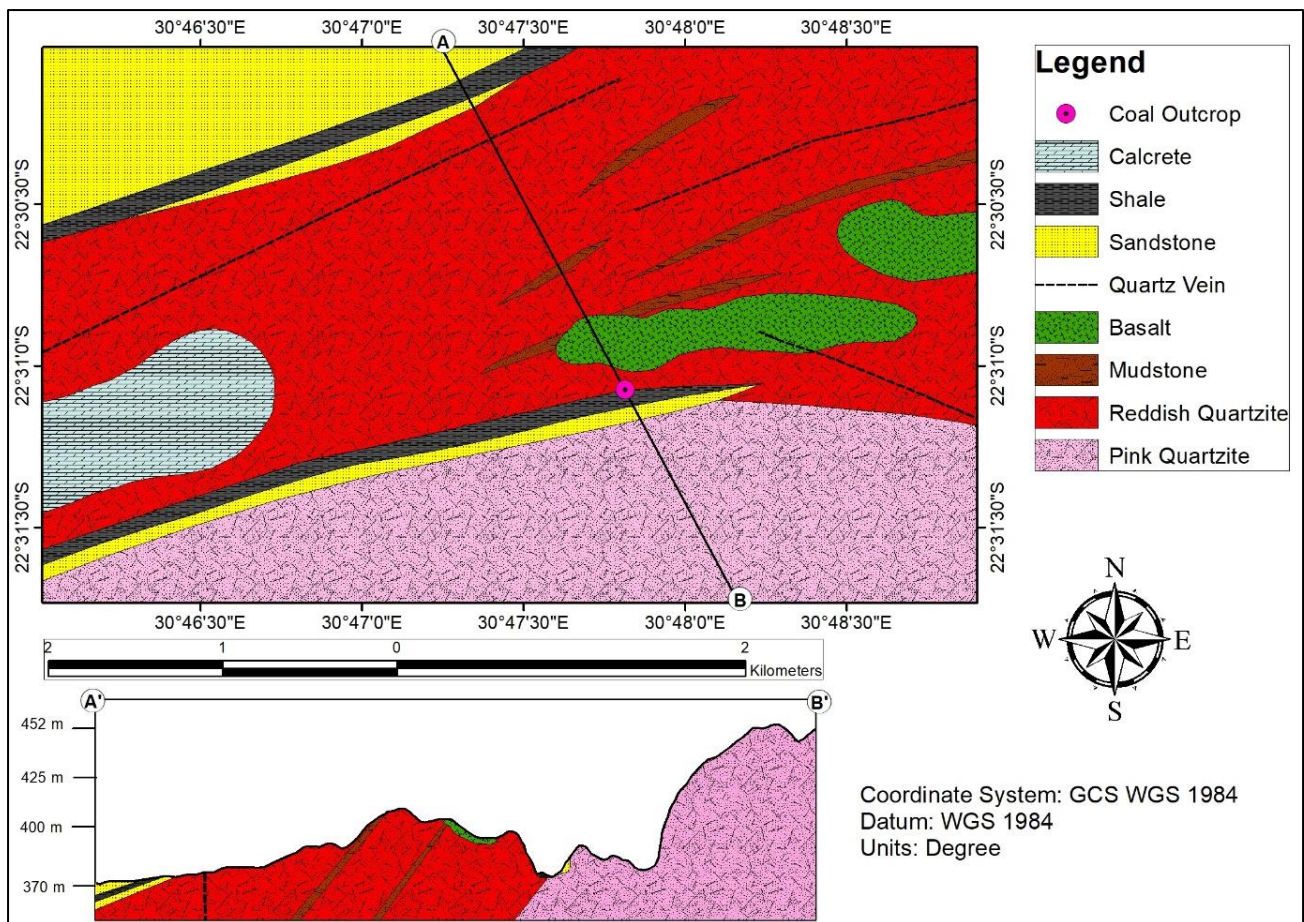 30°46'30"E 30°47'0"E 30°47'30"E 30°48'0"E 30°48'30"E
A
22°30'30"S
22°31'0"S
22°31'30"S
22°30'30"S
22°31'0"S
22°31'30"S
B
30°46'30"E 30°47'0"E 30°47'30"E 30°48'0"E 30°48'30"E
Legend
Coal Outcrop
Calcrete
Shale
Sandstone
Quartz Vein
Basalt
Mudstone
Reddish Quartzite
Pink Quartzite
N
W E
S
2 1 0 2
Kilometers
A' B'
452 m
425 m
400 m
370 m
Coordinate System: GCS WGS 1984
Datum: WGS 1984
Units: Degree